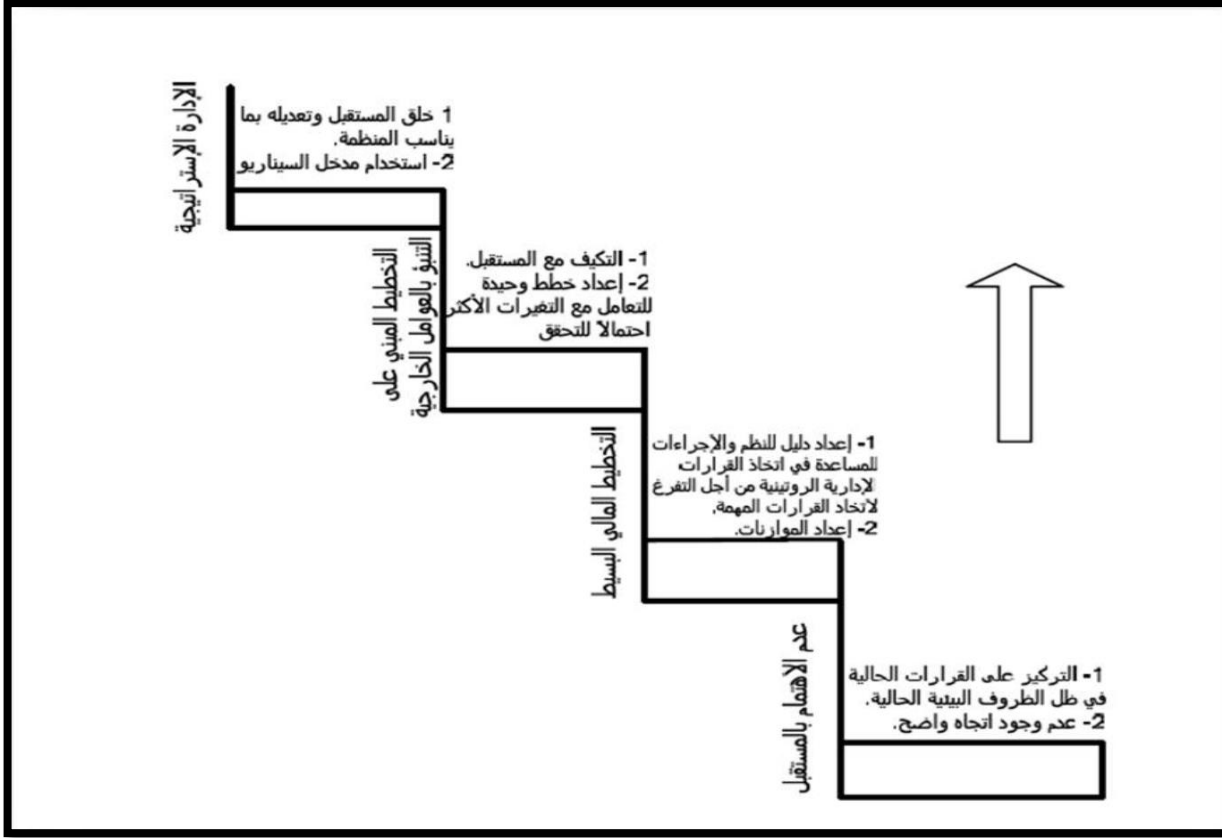 الإدارة الإستراتيجية
1 خلق المستقبل وتعديله بما
يناسب المنظمة.
2- استخدام مدخل السيناريو
التخطيط المبني على
التنبؤ بالعوامل الخارجية
1- التكيف مع المستقبل.
2- إعداد خطط وحيدة
للتعامل مع التغيرات الأكثر
احتمالاً للتحقق
التخطيط المالي البسيط
1- إعداد دليل للنظم والإجراءات
للمساعدة في اتخاذ القرارات
الإدارية الروتينية من أجل التفرغ
لاتخاد القرارات المهمة,
2- إعداد الموازنات.
عدم الاهتمام بالمستقبل
1- التركيز على القرارات الحالية
في ظل الظروف البيئية الحالية.
2- عدم وجود اتجاه واضح.